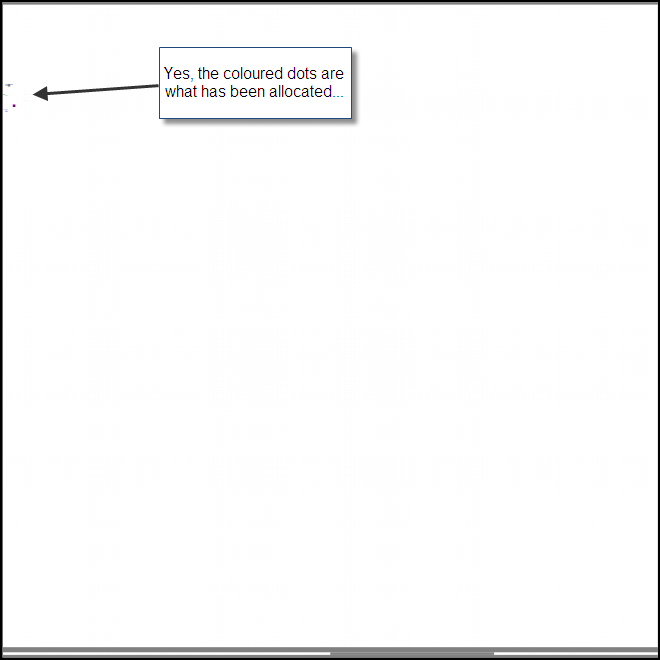 Yes, the coloured dots are
what has been allocated...